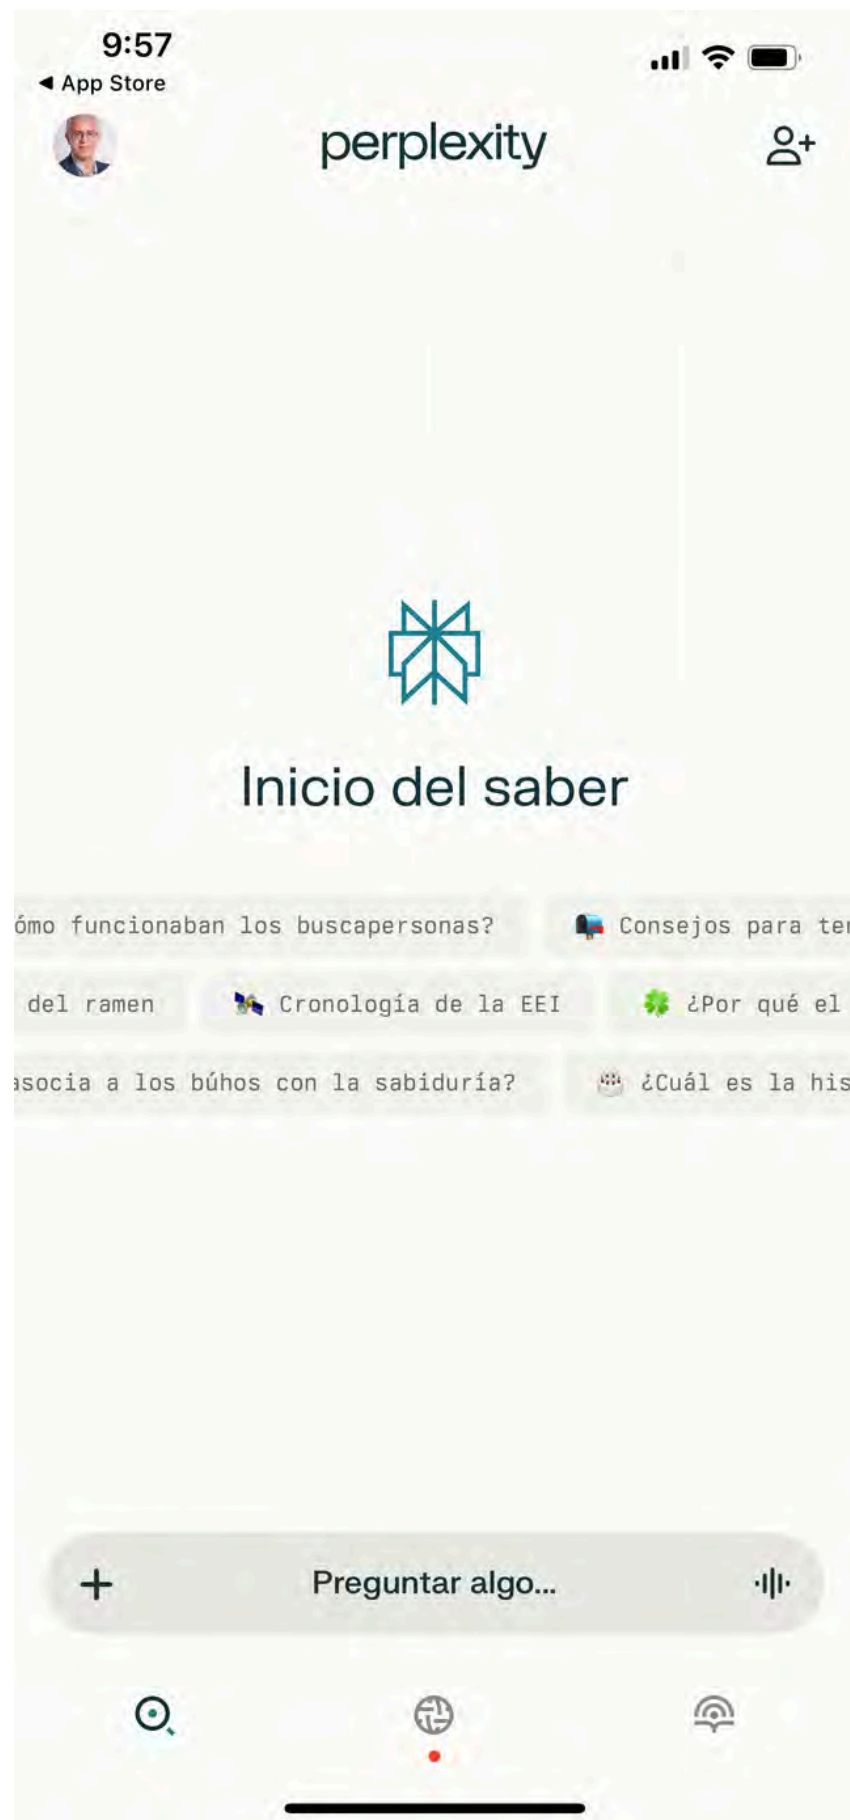 9:57
◀ App Store
perplexity
Inicio del saber
ómo funcionaban los buscapersonas? Consejos para ter
del ramen Cronología de la EEI ¿Por qué el
asocia a los búhos con la sabiduría? ¿Cuál es la his
Preguntar algo...